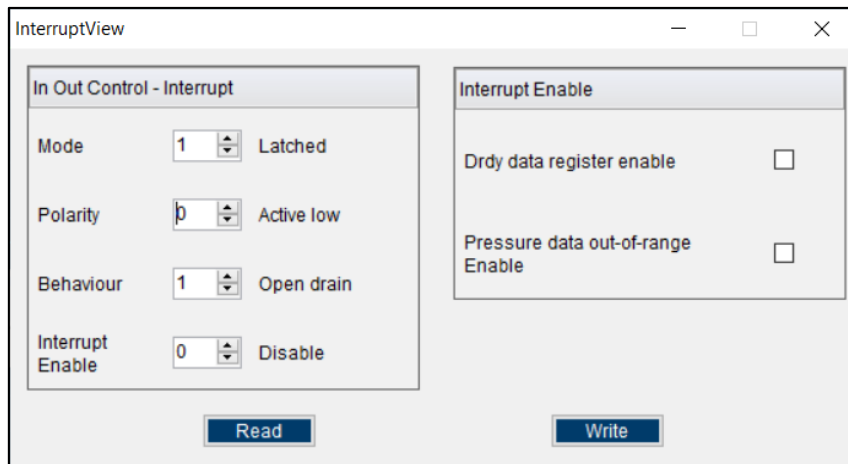 InterruptView
In Out Control - Interrupt
Mode 1 Latched
Polarity 0 Active low
Behaviour 1 Open drain
Interrupt
Enable 0 Disable
Interrupt Enable
Drdy data register enable
Pressure data out-of-range
Enable
Read
Write